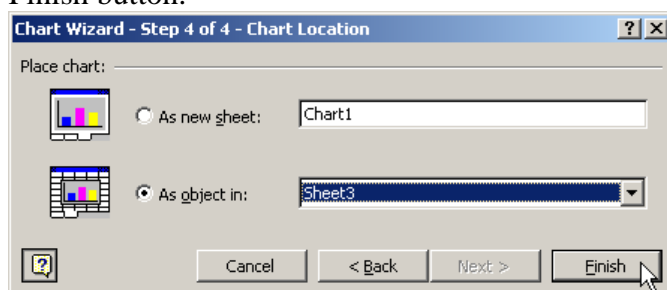 Finish button.
Chart Wizard - Step 4 of 4 - Chart Location
Place chart:
As new sheet: Chart1
As object in: Sheet3
Cancel < Back Next > Finish